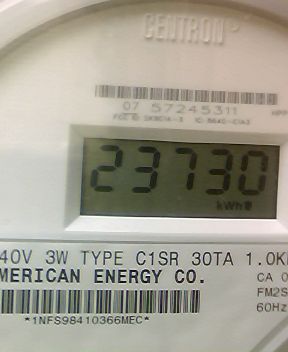 CENTRON®
07 57245311
23730
kWh
40V 3W TYPE C1SR 30TA 1.0K
MERICAN ENERGY CO.
CA 0
FM2S
60Hz
*1NFS98410366MEC*